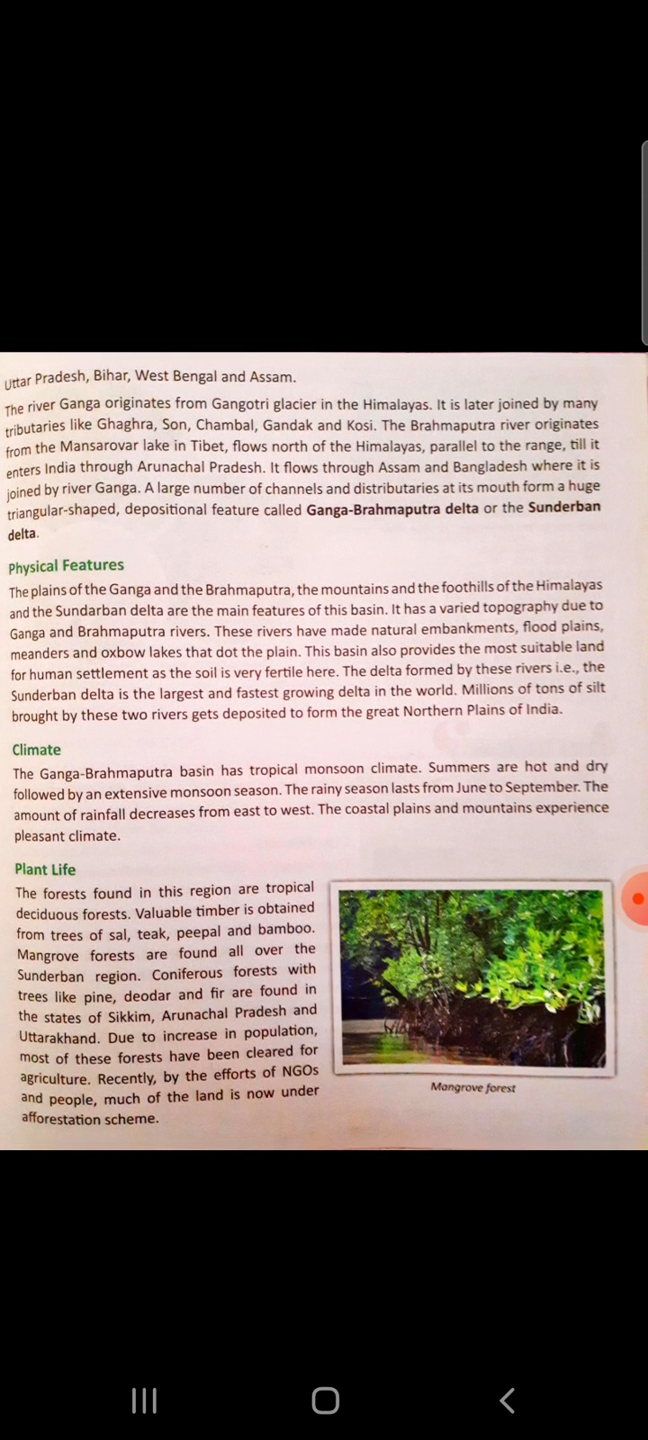 Uttar Pradesh, Bihar, West Bengal and Assam.
The river Ganga originates from Gangotri glacier in the Himalayas. It is later joined by many
tributaries like Ghaghra, Son, Chambal, Gandak and Kosi. The Brahmaputra river originates
from the Mansarovar lake in Tibet, flows north of the Himalayas, parallel to the range, till it
enters India through Arunachal Pradesh. It flows through Assam and Bangladesh where it is
joined by river Ganga. A large number of channels and distributaries at its mouth form a huge
triangular-shaped, depositional feature called Ganga-Brahmaputra delta or the Sunderban
delta.
Physical Features
The plains of the Ganga and the Brahmaputra, the mountains and the foothills of the Himalayas
and the Sundarban delta are the main features of this basin. It has a varied topography due to
Ganga and Brahmaputra rivers. These rivers have made natural embankments, flood plains,
meanders and oxbow lakes that dot the plain. This basin also provides the most suitable land
for human settlement as the soil is very fertile here. The delta formed by these rivers i.e., the
Sunderban delta is the largest and fastest growing delta in the world. Millions of tons of silt
brought by these two rivers gets deposited to form the great Northern Plains of India.
Climate
The Ganga-Brahmaputra basin has tropical monsoon climate. Summers are hot and dry
followed by an extensive monsoon season. The rainy season lasts from June to September. The
amount of rainfall decreases from east to west. The coastal plains and mountains experience
pleasant climate.
Plant Life
The forests found in this region are tropical
deciduous forests. Valuable timber is obtained
from trees of sal, teak, peepal and bamboo.
Mangrove forests are found all over the
Sunderban region. Coniferous forests with
trees like pine, deodar and fir are found in
the states of Sikkim, Arunachal Pradesh and
Uttarakhand. Due to increase in population,
most of these forests have been cleared for
agriculture. Recently, by the efforts of NGOs
and people, much of the land is now under
afforestation scheme.
Mangrove forest